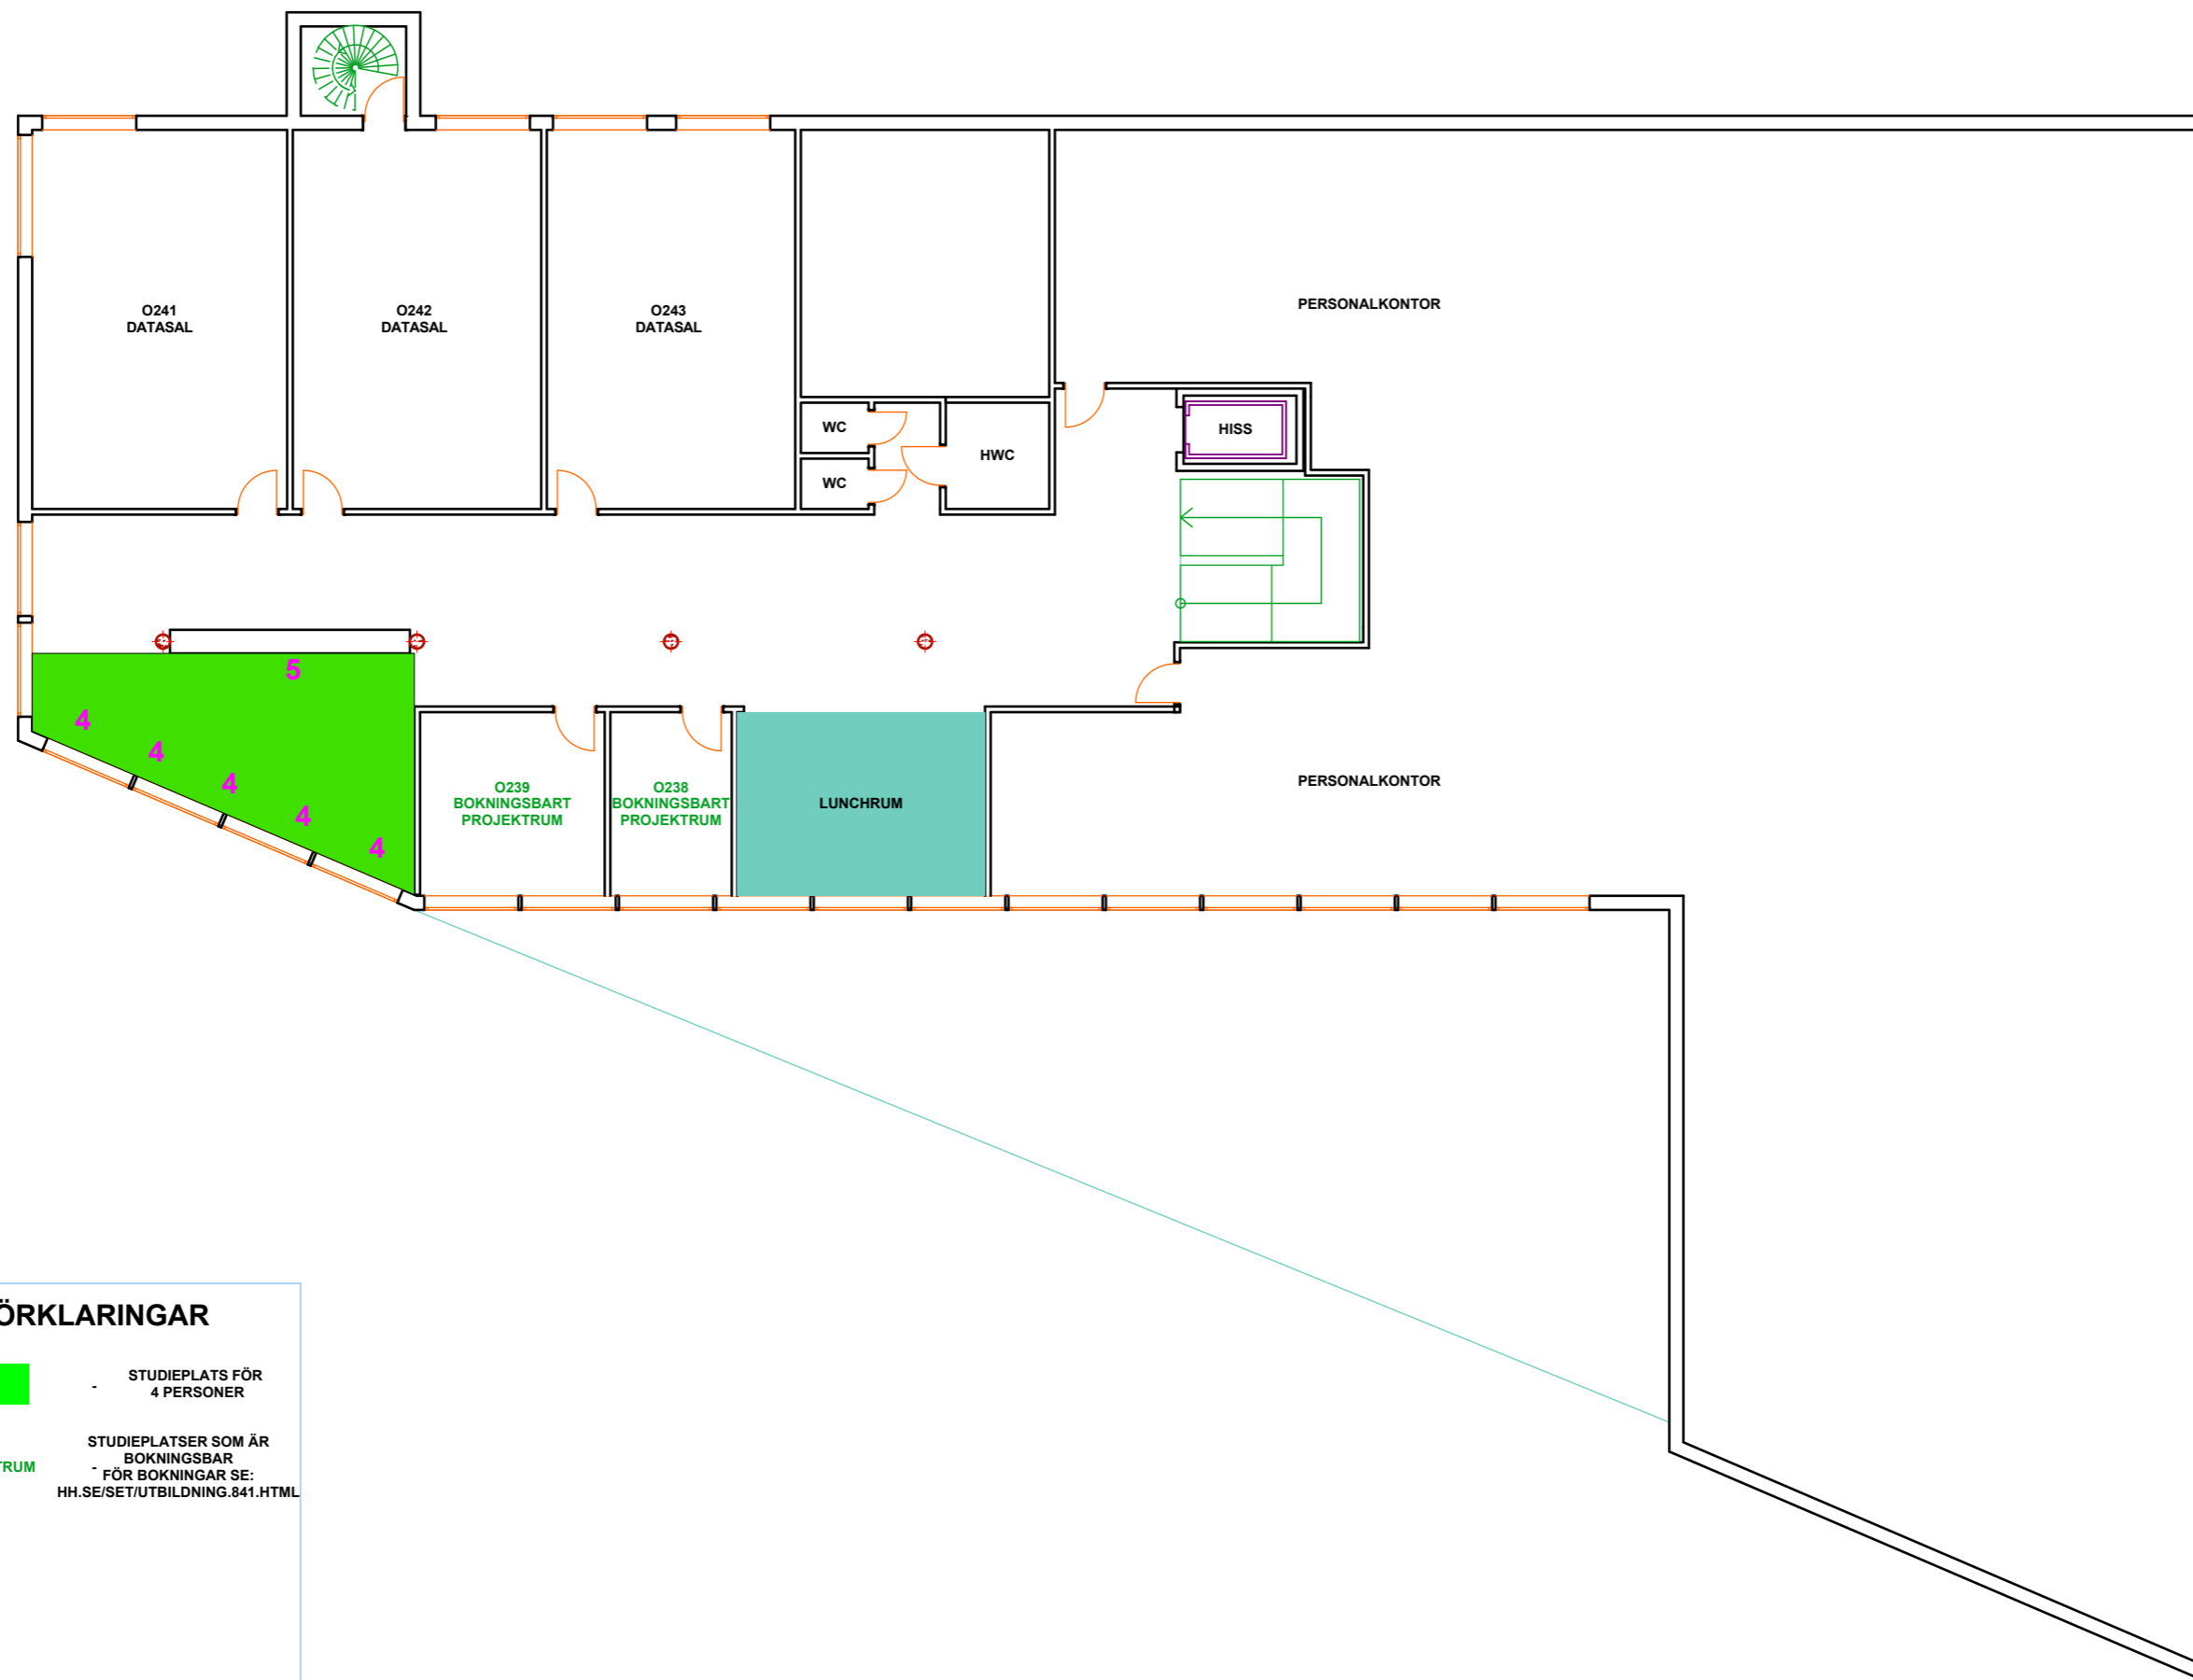 O241
DATASAL
O242
DATASAL
O243
DATASAL
PERSONALKONTOR
WC
WC
HWC
HISS
5
4
4
4
4
4
O239
BOKNINGSBART
PROJEKTRUM
O238
BOKNINGSBART
PROJEKTRUM
LUNCHRUM
PERSONALKONTOR
ÖRKLARINGAR
- STUDIEPLATS FÖR
4 PERSONER
TRUM
- STUDIEPLATSER SOM ÄR
BOKNINGSBAR
FÖR BOKNINGAR SE:
HH.SE/SET/UTBILDNING.841.HTML